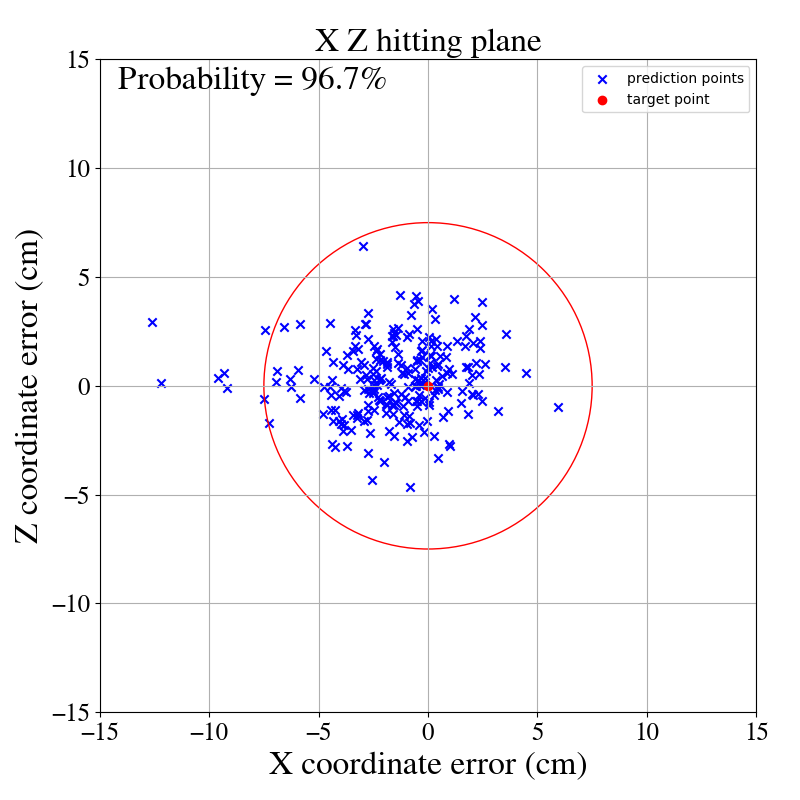 X Z hitting plane
Probability = 96.7%
prediction points
target point
15
10
5
0
−5
−10
−15
Z coordinate error (cm)
−15 −10 −5 0 5 10 15
X coordinate error (cm)